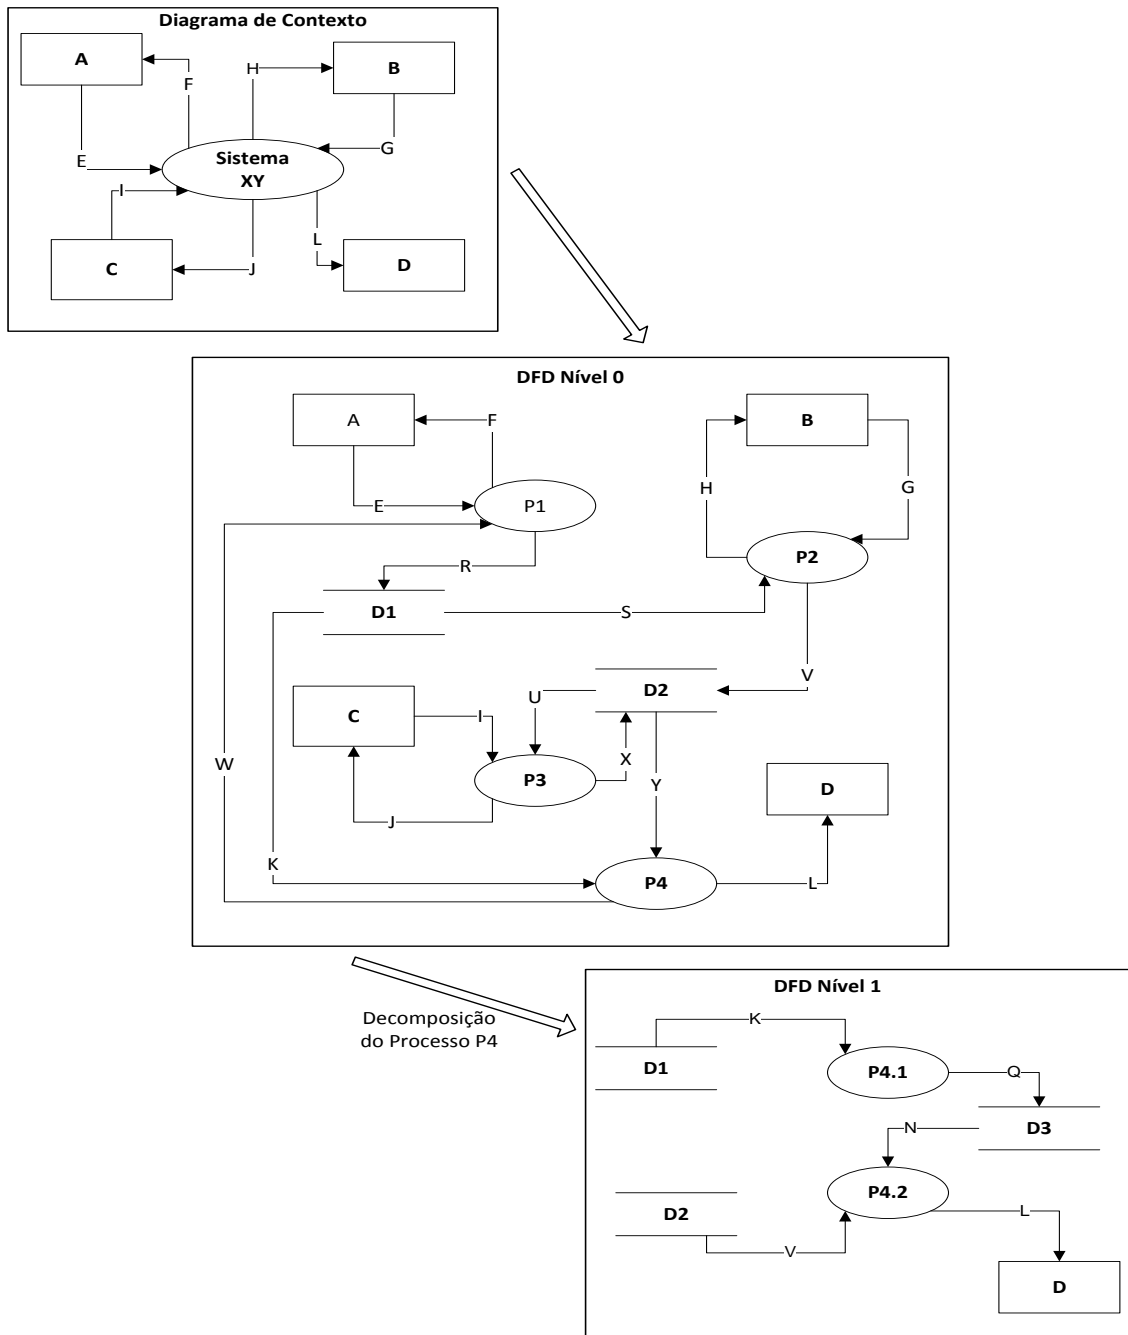 Diagrama de Contexto
A
B
H
F
G
E
Sistema
XY
I
L
C
D
J
DFD Nível 0
A
F
B
H
G
E
P1
P2
R
D1
S
V
D2
U
C
I
X
W
P3
Y
D
J
K
P4
L
Decomposição
do Processo P4
DFD Nível 1
K
D1
P4.1
Q
N
D3
P4.2
D2
L
V
D